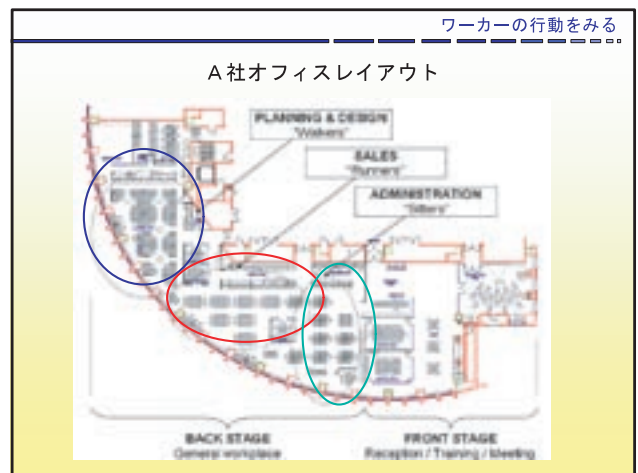 ワーカーの行動をみる
A社オフィスレイアウト
PLANNING & DESIGN
"Walkers"
SALES
"Runners"
ADMINISTRATION
"Sitters"
BACK STAGE
General workplace
FRONT STAGE
Reception / Training / Meeting